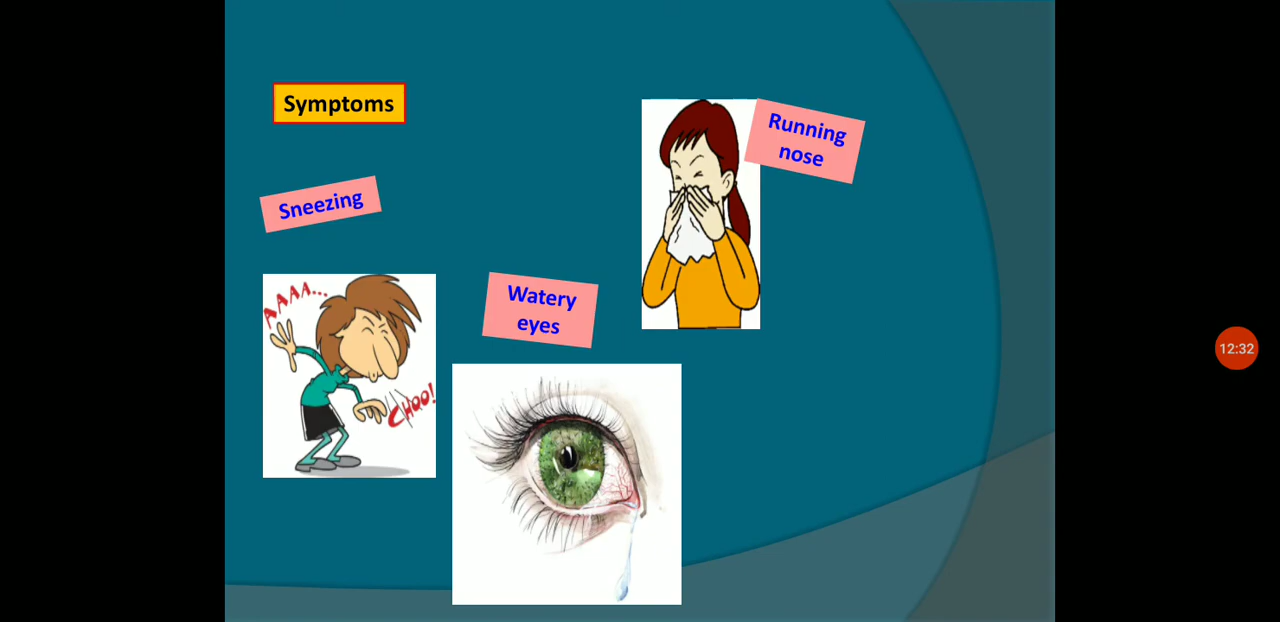 Symptoms
Sneezing
AAAA...
CHOO!
Watery
eyes
Running
nose
12:32